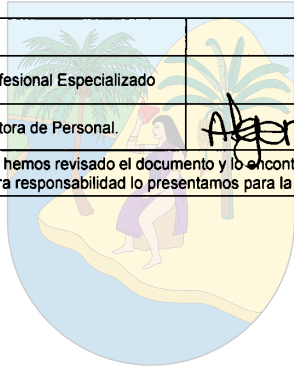 fesional Especializado
tora de Personal.
hemos revisado el documento y lo encont
ra responsabilidad lo presentamos para la